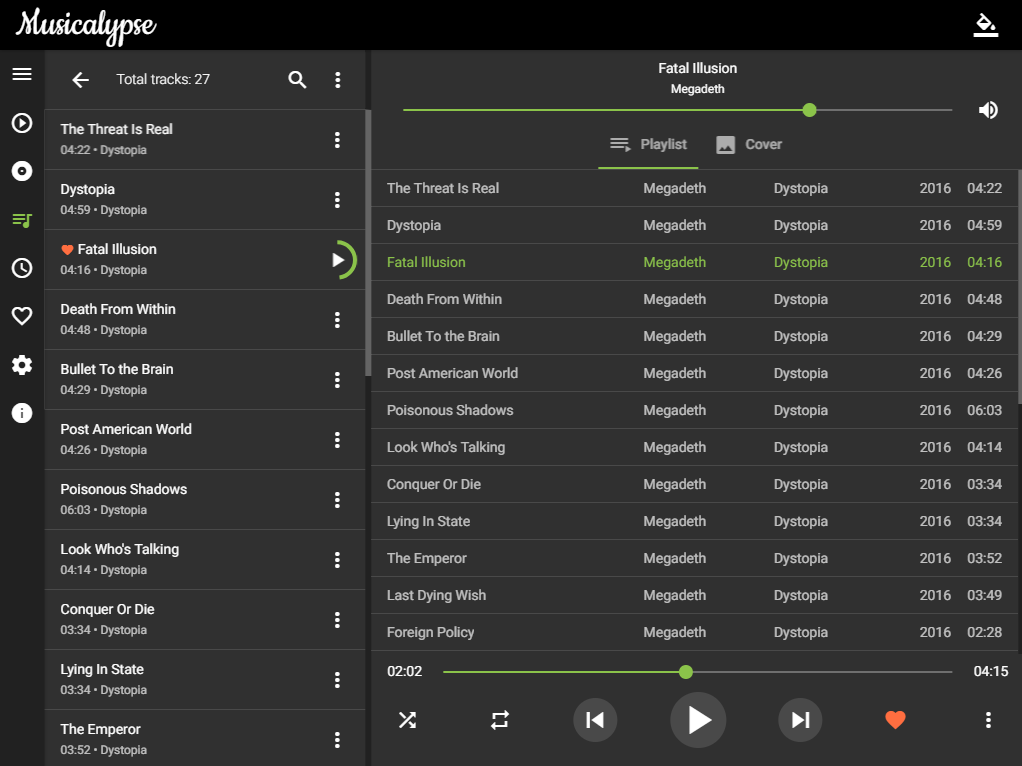 Musicalypse
Total tracks: 27
The Threat Is Real
04:22 • Dystopia
Dystopia
04:59 • Dystopia
Fatal Illusion
04:16 • Dystopia
Death From Within
04:48 • Dystopia
Bullet To the Brain
04:29 • Dystopia
Post American World
04:26 • Dystopia
Poisonous Shadows
06:03 • Dystopia
Look Who's Talking
04:14 • Dystopia
Conquer Or Die
03:34 • Dystopia
Lying In State
03:34 • Dystopia
The Emperor
03:52 • Dystopia
Fatal Illusion
Megadeth
Playlist Cover
The Threat Is Real Megadeth Dystopia 2016 04:22
Dystopia Megadeth Dystopia 2016 04:59
Fatal Illusion Megadeth Dystopia 2016 04:16
Death From Within Megadeth Dystopia 2016 04:48
Bullet To the Brain Megadeth Dystopia 2016 04:29
Post American World Megadeth Dystopia 2016 04:26
Poisonous Shadows Megadeth Dystopia 2016 06:03
Look Who's Talking Megadeth Dystopia 2016 04:14
Conquer Or Die Megadeth Dystopia 2016 03:34
Lying In State Megadeth Dystopia 2016 03:34
The Emperor Megadeth Dystopia 2016 03:52
Last Dying Wish Megadeth Dystopia 2016 03:49
Foreign Policy Megadeth Dystopia 2016 02:28
02:02 04:15